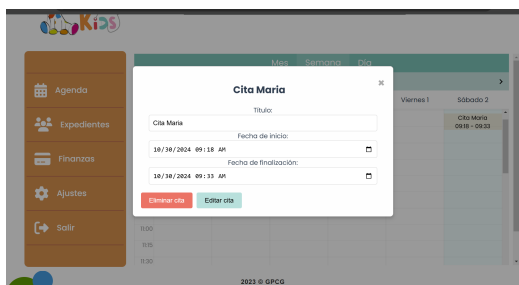 Kids
Mes Semana Día
Agenda
Expedientes
Finanzas
Ajustes
Salir
×
Cita Maria
Título:
Cita Maria
Fecha de inicio:
10/30/2024 09:18 AM
Fecha de finalización:
10/30/2024 09:33 AM
Eliminar cita Editar cita
>
Viernes 1 Sábado 2
Cita Maria
09:18 - 09:33
11:00
11:15
11:30
2023 © GPCG